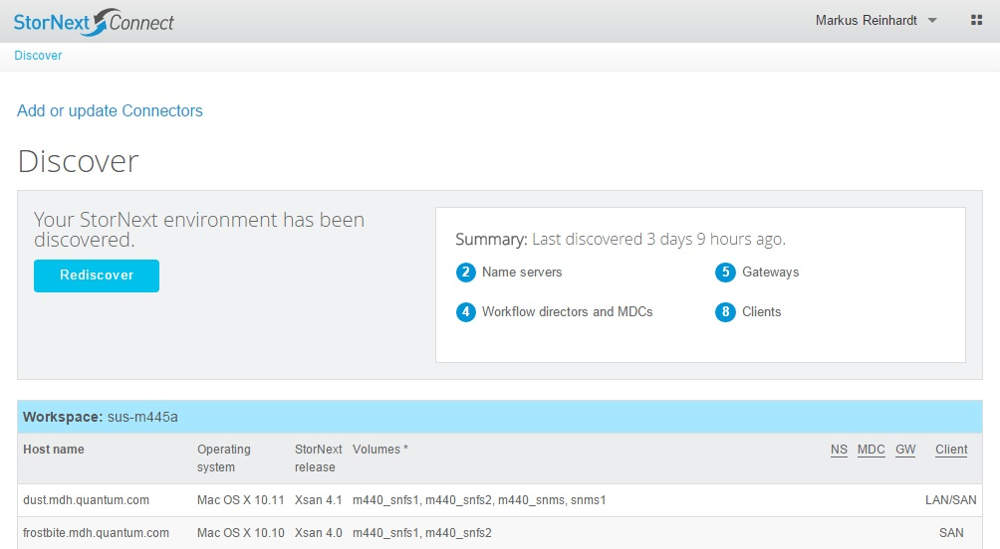 StorNext Connect
Markus Reinhardt
Discover
Add or update Connectors
Discover
Your StorNext environment has been
discovered.
Rediscover
Summary: Last discovered 3 days 9 hours ago.
2 Name servers
5 Gateways
4 Workflow directors and MDCs
8 Clients
Workspace: sus-m445a
Host name Operating system StorNext release Volumes * NS MDC GW Client
dust.mdh.quantum.com Mac OS X 10.11 Xsan 4.1 m440_snfs1, m440_snfs2, m440_snms, snms1 LAN/SAN
frostbite.mdh.quantum.com Mac OS X 10.10 Xsan 4.0 m440_snfs1, m440_snfs2 SAN